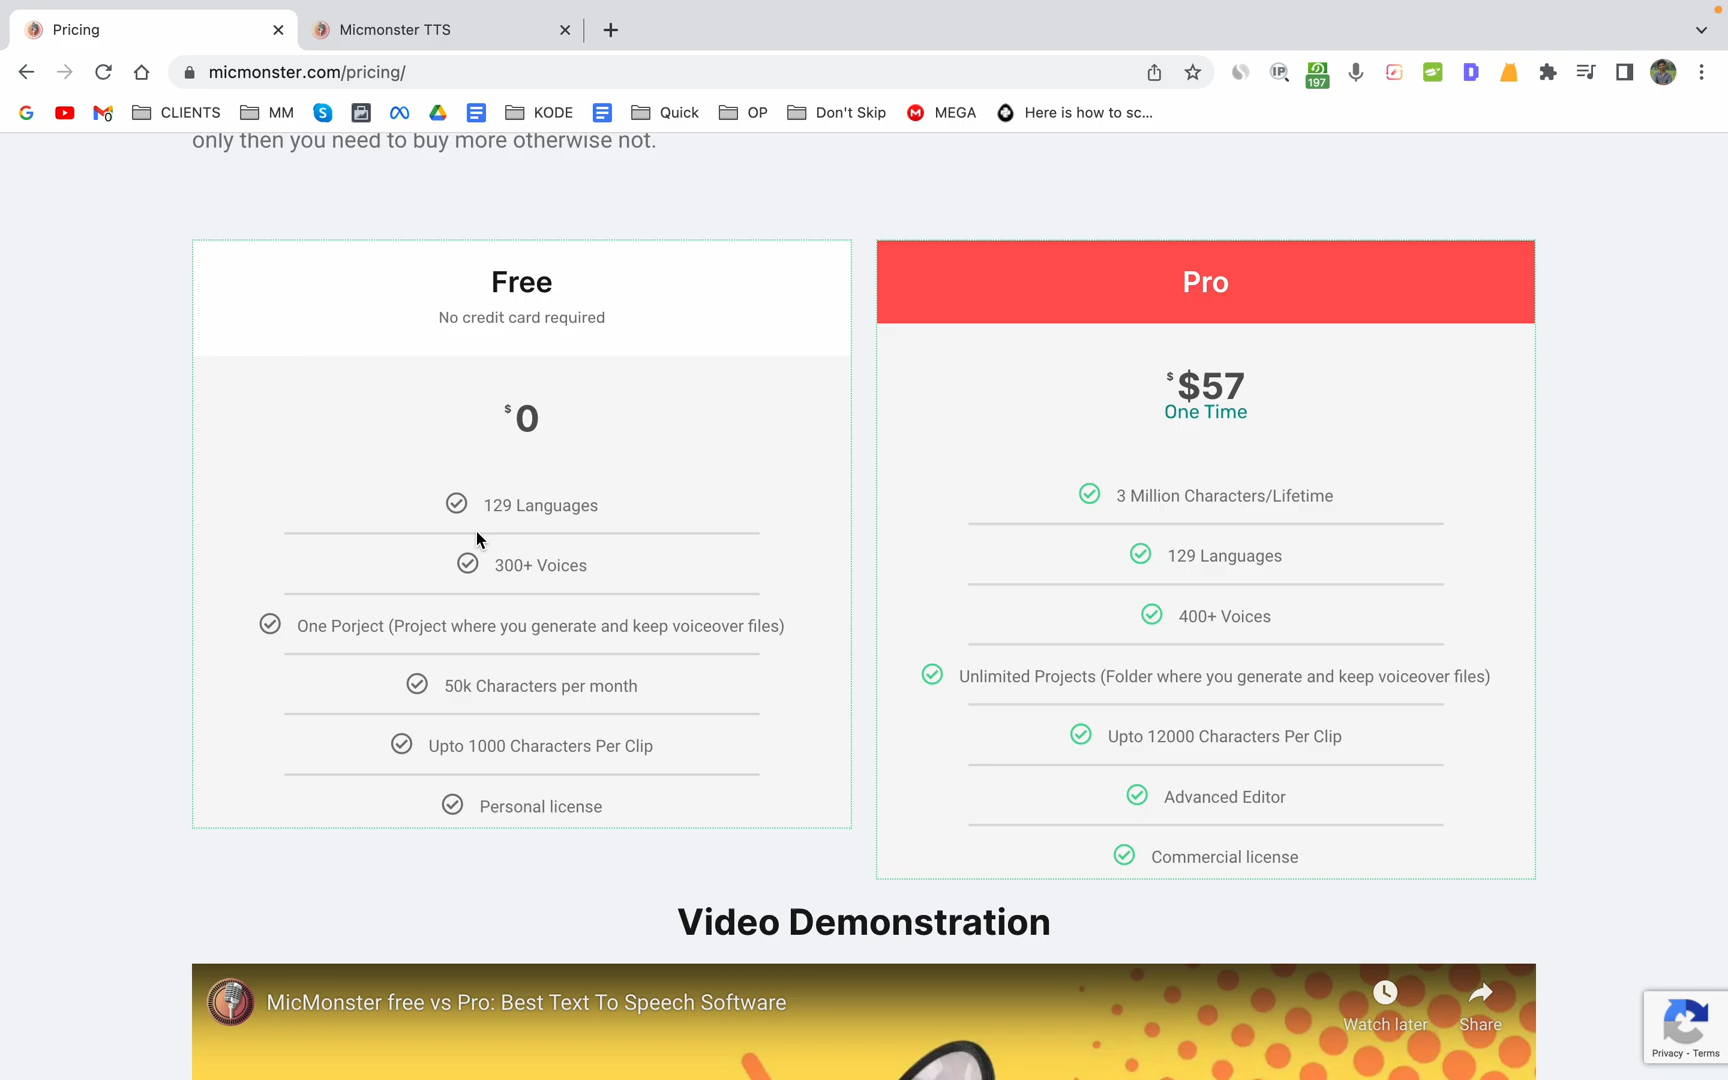 Pricing
Micmonster TTS
micmonster.com/pricing/
197
0
CLIENTS
MM
KODE
Quick
OP
Don't Skip
MEGA
Here is how to sc...
only then you need to buy more otherwise not.
Free
No credit card required
$0
129 Languages
300+ Voices
One Porject (Project where you generate and keep voiceover files)
50k Characters per month
Upto 1000 Characters Per Clip
Personal license
Pro
$$57
One Time
3 Million Characters/Lifetime
129 Languages
400+ Voices
Unlimited Projects (Folder where you generate and keep voiceover files)
Upto 12000 Characters Per Clip
Advanced Editor
Commercial license
Video Demonstration
MicMonster free vs Pro: Best Text To Speech Software
Watch later
Share
Privacy - Terms